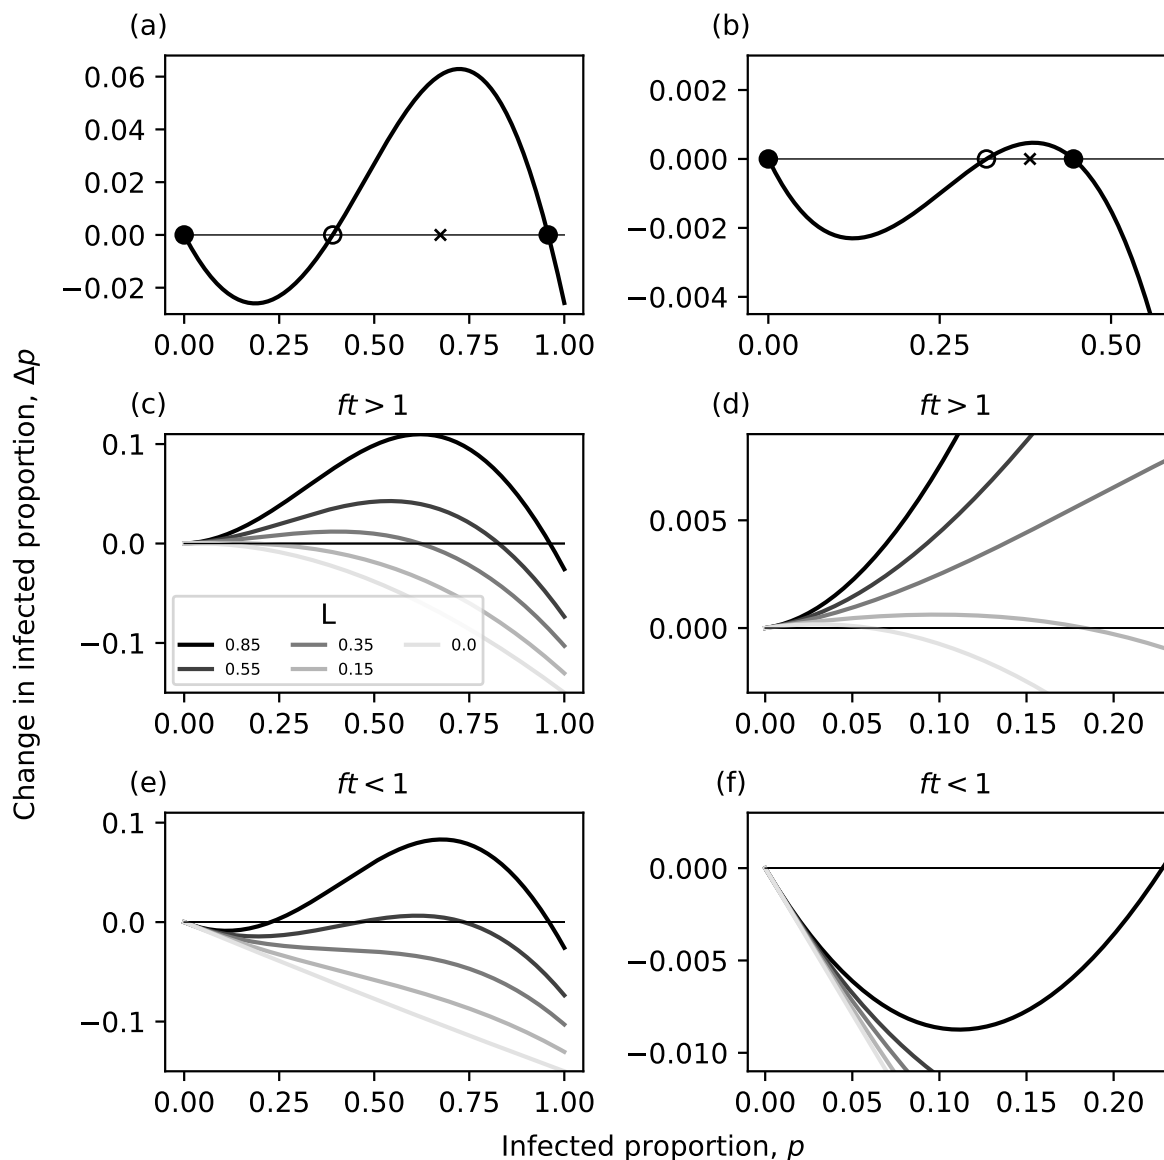 (a)
(b)
0.06
0.04
0.02
0.00
−0.02
0.00 0.25 0.50 0.75 1.00
0.002
0.000
−0.002
−0.004
0.00 0.25 0.50
Change in infected proportion, Δp
(c)
ft > 1
0.1
0.0
−0.1
L
0.85 0.35 0.0
0.55 0.15
0.00 0.25 0.50 0.75 1.00
(d)
ft > 1
0.005
0.000
0.00 0.05 0.10 0.15 0.20
(e)
ft < 1
0.1
0.0
−0.1
0.00 0.25 0.50 0.75 1.00
(f)
ft < 1
0.000
−0.005
−0.010
0.00 0.05 0.10 0.15 0.20
Infected proportion, p